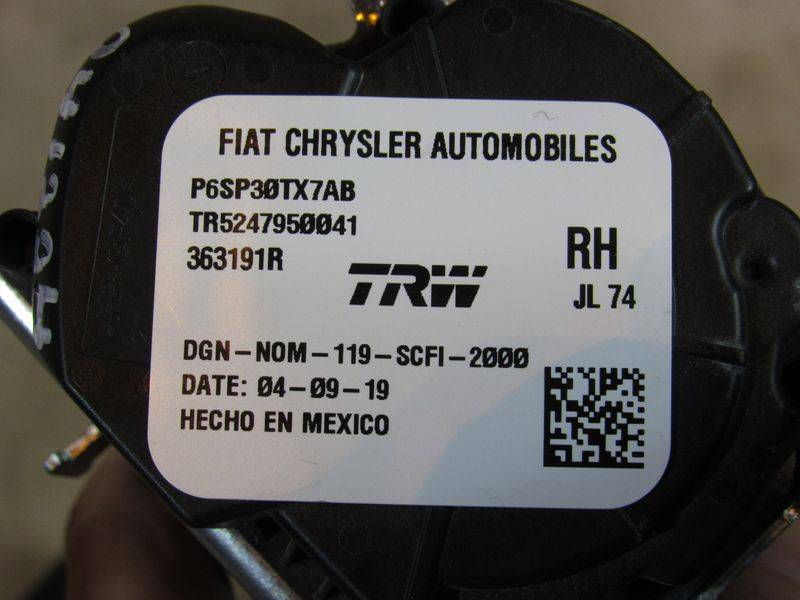 FIAT CHRYSLER AUTOMOBILES
P6SP30TX7AB
TR5247950041
363191R
TRW
RH
JL 74
DGN-NOM-119-SCFI-2000
DATE: 04-09-19
HECHO EN MEXICO